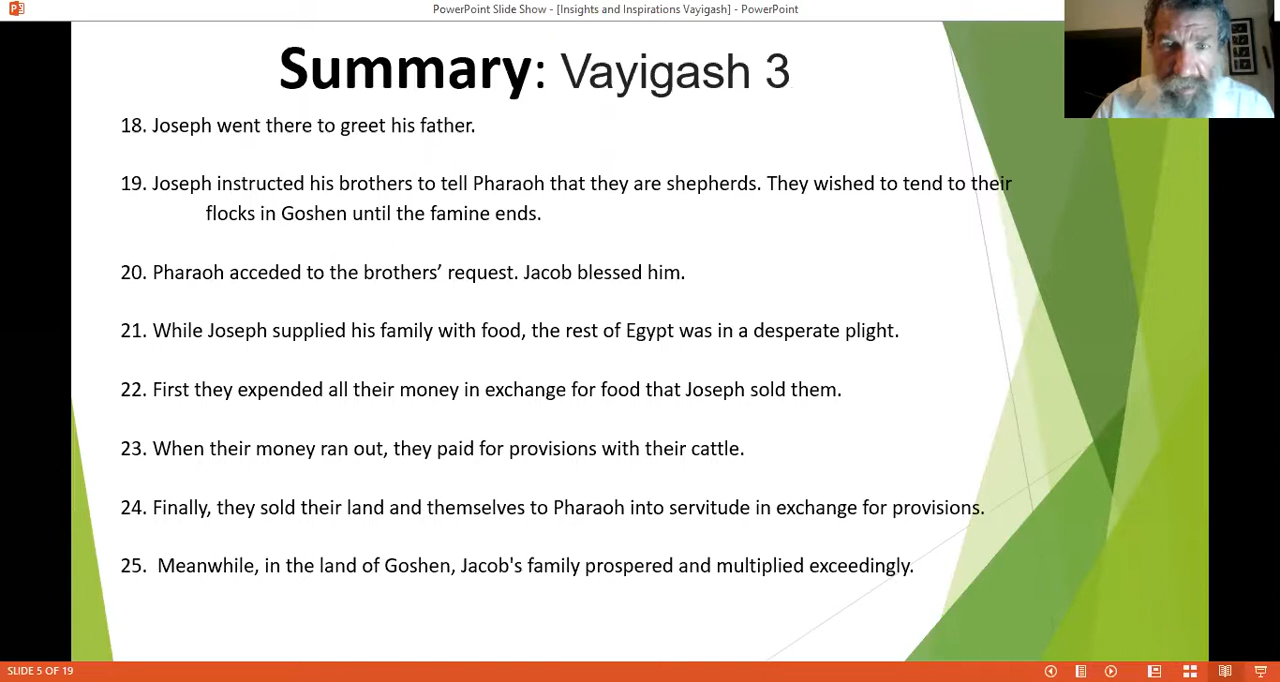 PowerPoint Slide Show - [Insights and Inspirations Vayigash] - PowerPoint
Summary: Vayigash 3
18. Joseph went there to greet his father.
19. Joseph instructed his brothers to tell Pharaoh that they are shepherds. They wished to tend to their
flocks in Goshen until the famine ends.
20. Pharaoh acceded to the brothers’ request. Jacob blessed him.
21. While Joseph supplied his family with food, the rest of Egypt was in a desperate plight.
22. First they expended all their money in exchange for food that Joseph sold them.
23. When their money ran out, they paid for provisions with their cattle.
24. Finally, they sold their land and themselves to Pharaoh into servitude in exchange for provisions.
25. Meanwhile, in the land of Goshen, Jacob's family prospered and multiplied exceedingly.
SLIDE 5 OF 19